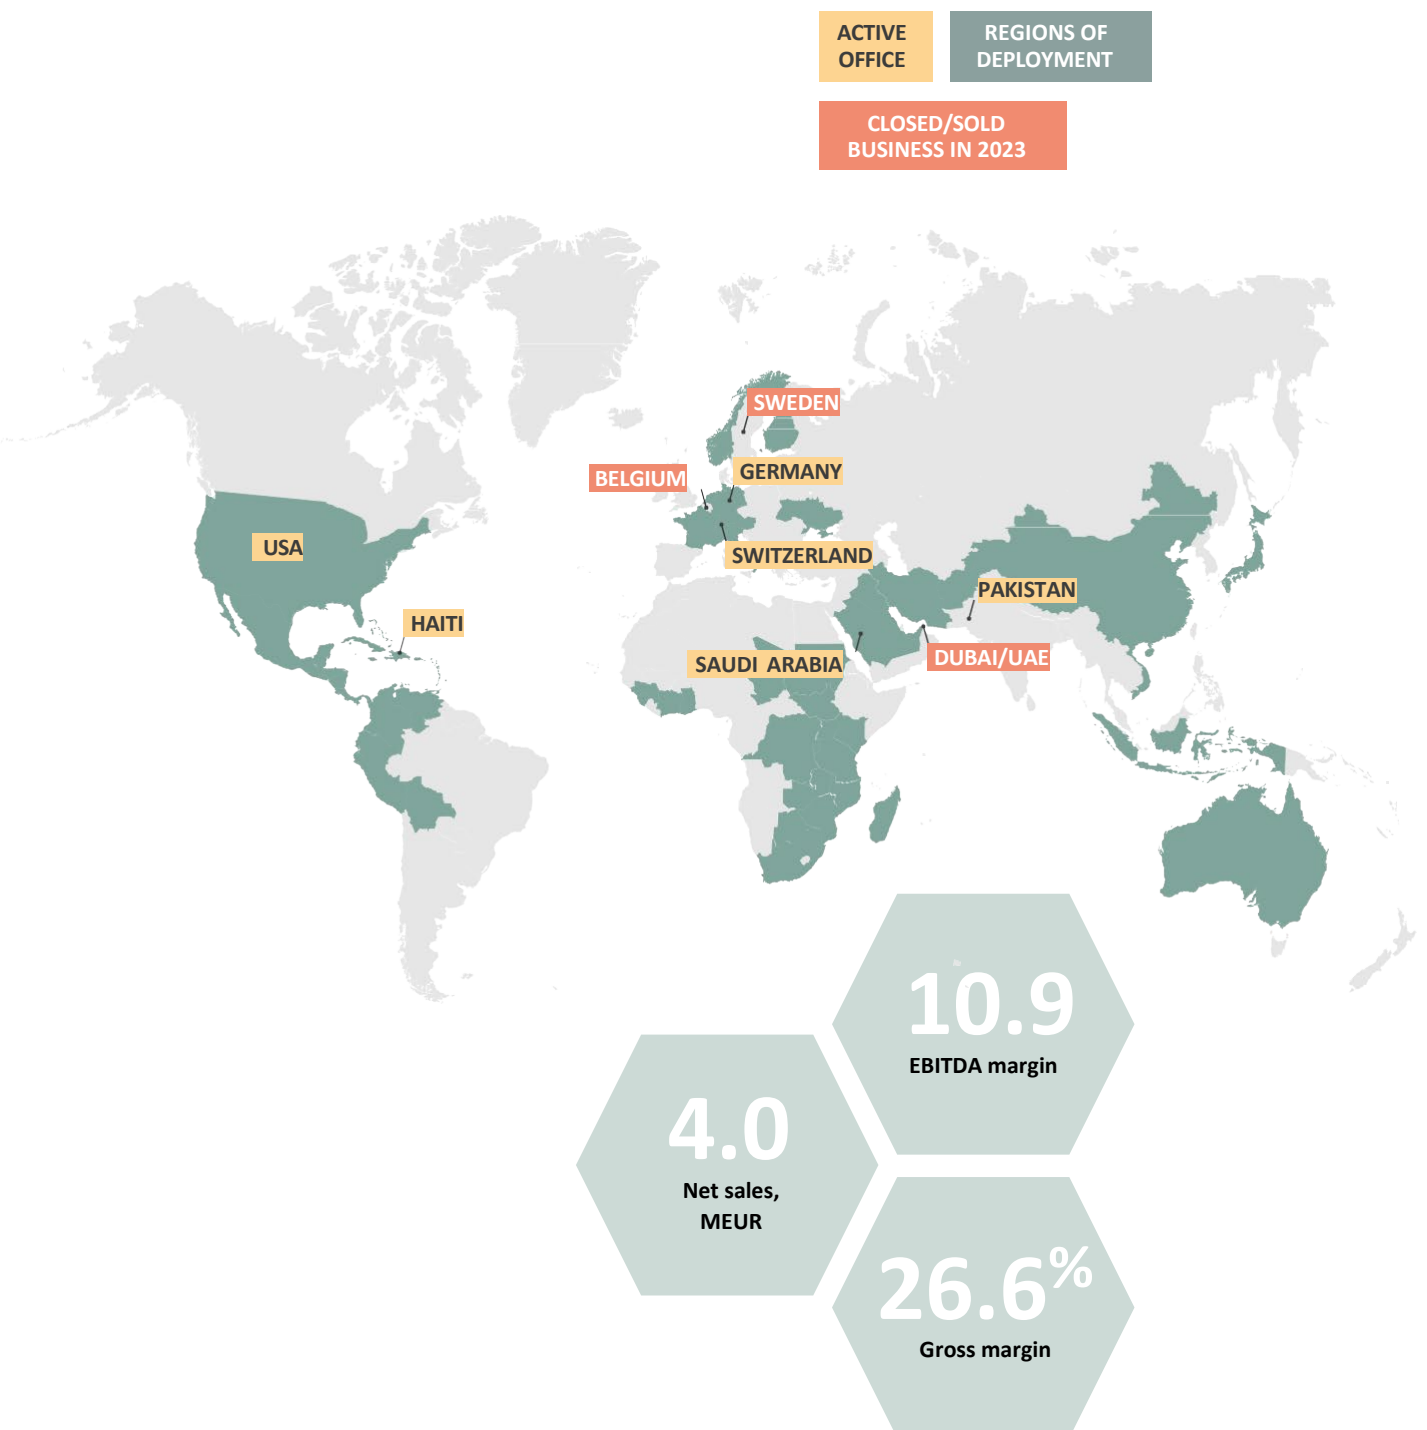 ACTIVE
OFFICE
REGIONS OF
DEPLOYMENT
CLOSED/SOLD
BUSINESS IN 2023
SWEDEN
BELGIUM
GERMANY
USA
SWITZERLAND
PAKISTAN
HAITI
SAUDI ARABIA
DUBAI/UAE
10.9
EBITDA margin
4.0
Net sales,
MEUR
26.6%
Gross margin